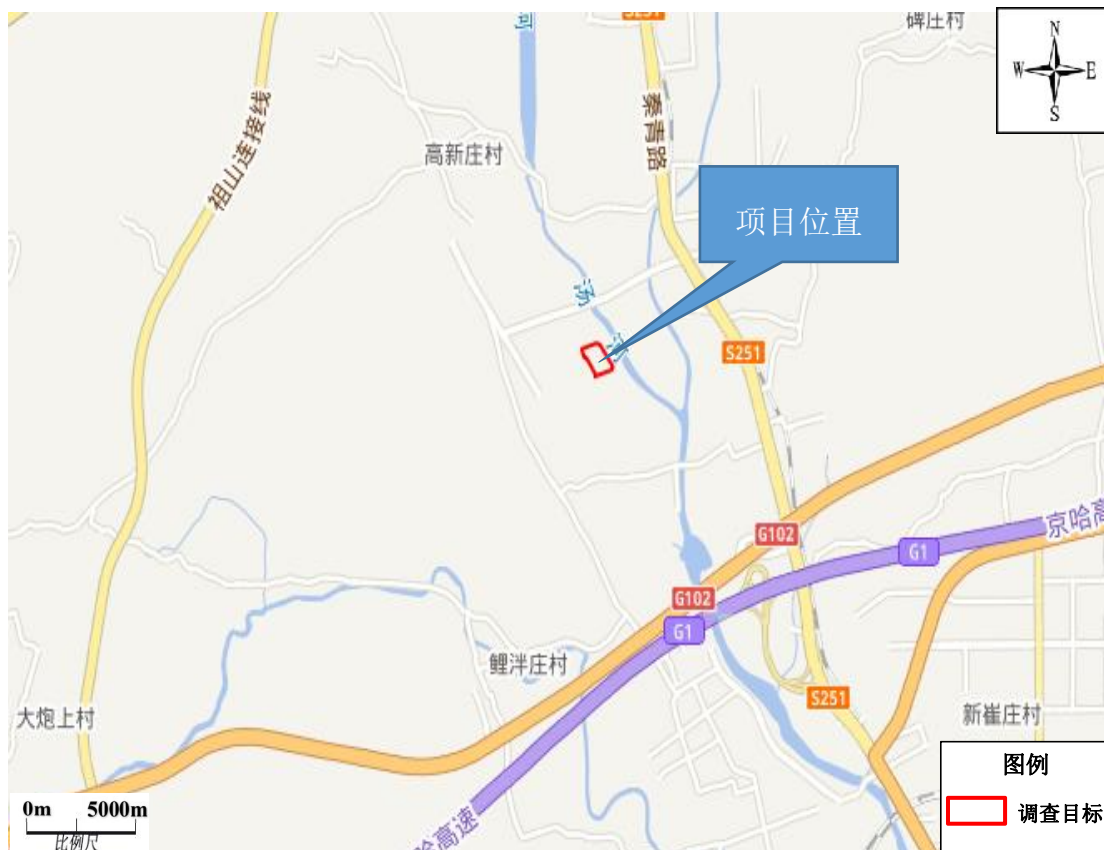 S251
河
碑庄村
N
W E
S
祖山连接线
秦青路
高新庄村
项目位置
汤
河
S251
G102
京哈高
G1
G102
G1
鲤泮庄村
S251
大炮上村
新崔庄村
图例
调查目标
0m 5000m
比例尺
哈高速